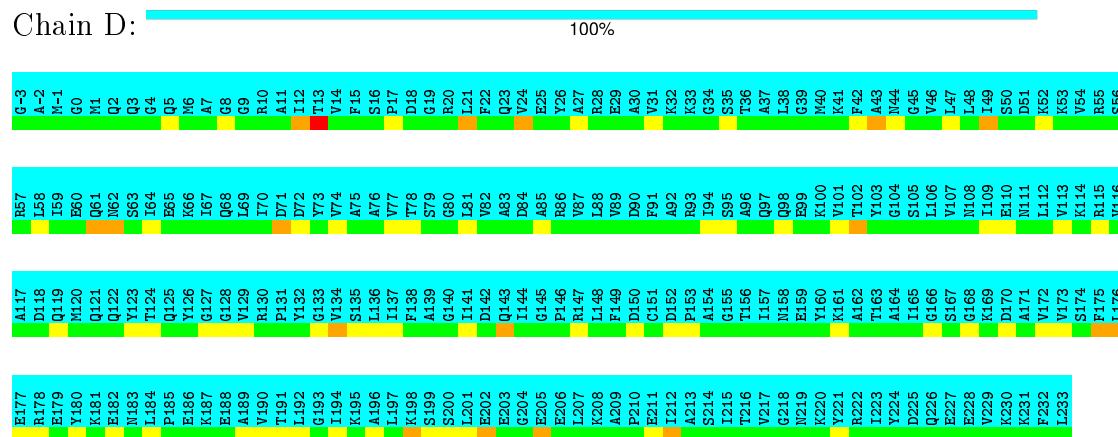 Chain D:
100%
G-3 A-2 M-1 G0 M1 Q2 Q3 G4 Q5 M6 A7 G8 G9 R10 A11 I12 T13 V14 F15 S16 P17 D18 G19 R20 L21 F22 Q23 V24 E25 Y26 A27 R28 E29 A30 V31 K32 K33 G34 S35 T36 A37 L38 G39 M40 K41 F42 A43 N44 G45 V46 L47 L48 I49 S50 D51 K52 K53 V54 R55
R57 L58 I59 E60 Q61 N62 S63 I64 E65 K66 I67 Q68 L69 I70 D71 D72 Y73 V74 A75 A76 V77 T78 S79 G80 L81 V82 A83 D84 A85 R86 V87 L88 V89 D90 F91 A92 R93 I94 S95 A96 Q97 Q98 E99 K100 V101 T102 Y103 G104 S105 L106 V107 N108 I109 E110 N111 L112 V113 K114 R115
A117 D118 Q119 M120 Q121 Q122 Y123 T124 Q125 Y126 G127 G128 V129 R130 P131 Y132 G133 V134 S135 L136 I137 F138 A139 G140 I141 D142 Q143 I144 G145 P146 R147 L148 F149 D150 C151 D152 P153 A154 G155 T156 I157 N158 E159 Y160 K161 A162 T163 A164 I165 G166 S167 G168 K169 D170 A171 V172 V173 S174 F175 L176
E177 R178 E179 Y180 K181 E182 N183 L184 P185 E186 K187 E188 A189 V190 T191 L192 G193 I194 K195 A196 L197 K198 S199 S200 L201 E202 E203 G204 E205 E206 L207 K208 A209 P210 E211 I212 A213 S214 I215 T216 V217 G218 N219 K220 Y221 R222 I223 Y224 D225 Q226 E227 E228 V229 K230 K231 F232 L233